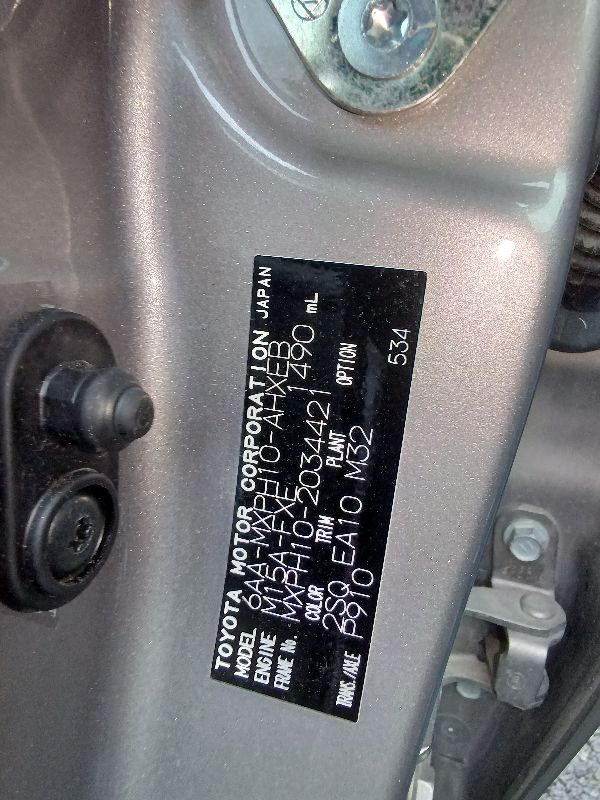 TOYOTA MOTOR CORPORATION JAPAN
MODEL 6AA-MXPH10-AHXEB
ENGINE M15A-FXE 1490 mL
FRAME No. MXPH10-2034421
COLOR TRIM PLANT OPTION
2SQ EA10 M32
TRANS./AXLE P910 534